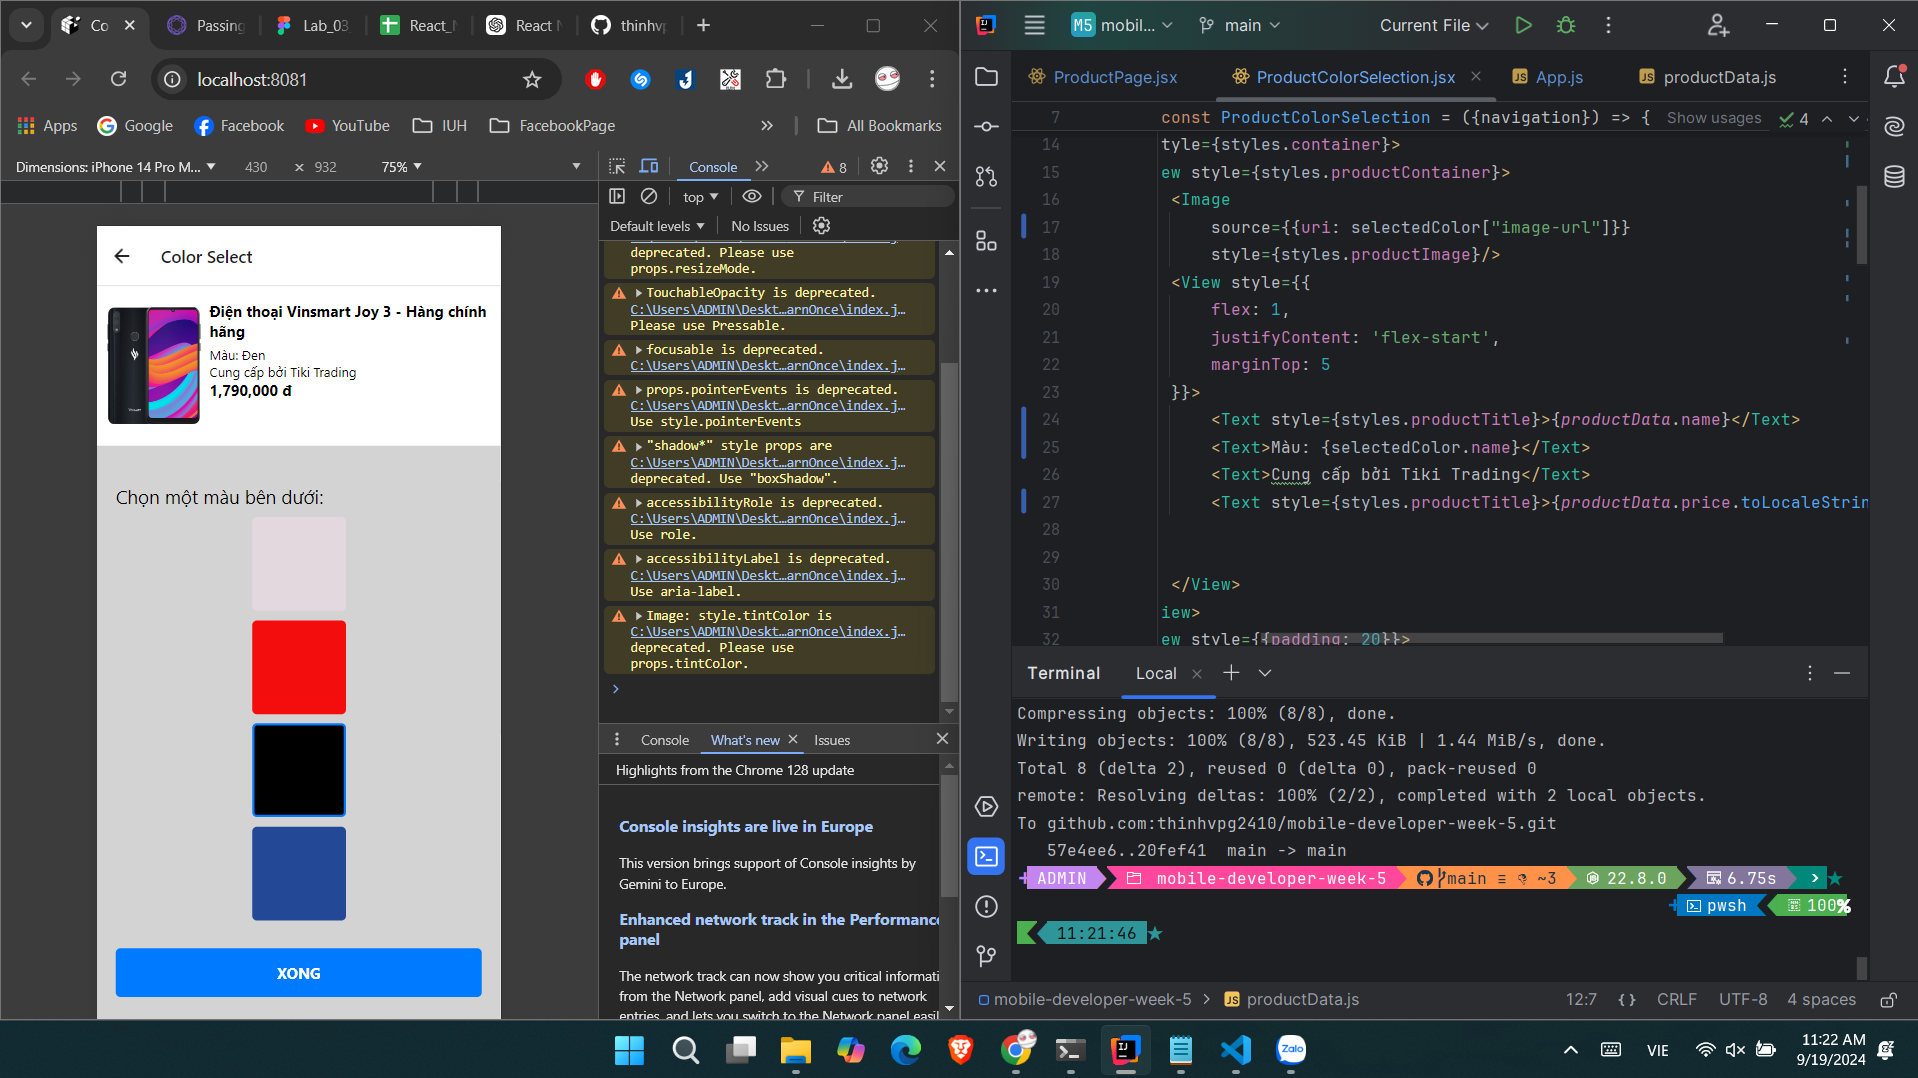 Co
Passing
Lab_03
React_N
React N
thinhvp
localhost:8081
Apps
Google
Facebook
YouTube
IUH
FacebookPage
All Bookmarks
Dimensions: iPhone 14 Pro M...
430
×
932
75%
Color Select
Điện thoại Vinsmart Joy 3 - Hàng chính
hãng
Màu: Đen
Cung cấp bởi Tiki Trading
1,790,000 đ
Chọn một màu bên dưới:
XONG
Console
8
top
Filter
Default levels
No Issues
deprecated. Please use
props.resizeMode.
TouchableOpacity is deprecated.
C:\Users\ADMIN\Deskt…arnOnce\index.j…
Please use Pressable.
focusable is deprecated.
C:\Users\ADMIN\Deskt…arnOnce\index.j…
props.pointerEvents is deprecated.
C:\Users\ADMIN\Deskt…arnOnce\index.j…
Use style.pointerEvents
"shadow*" style props are
C:\Users\ADMIN\Deskt…arnOnce\index.j…
deprecated. Use "boxShadow".
accessibilityRole is deprecated.
C:\Users\ADMIN\Deskt…arnOnce\index.j…
Use role.
accessibilityLabel is deprecated.
C:\Users\ADMIN\Deskt…arnOnce\index.j…
Use aria-label.
Image: style.tintColor is
C:\Users\ADMIN\Deskt…arnOnce\index.j…
deprecated. Please use
props.tintColor.
Console
What's new
Issues
Highlights from the Chrome 128 update
Console insights are live in Europe
This version brings support of Console insights by
Gemini to Europe.
Enhanced network track in the Performance
panel
The network track can now show you critical informati
from the Network panel, add visual cues to network
entries, and lets you switch to the Network panel easil
M5 mobil...
main
Current File
ProductPage.jsx
ProductColorSelection.jsx
App.js
productData.js
7 const ProductColorSelection = ({navigation}) => { Show usages 4
14 tyle={styles.container}>
15 ew style={styles.productContainer}>
16 <Image
17 source={{uri: selectedColor["image-url"]}}
18 style={styles.productImage}/>
19 <View style={{
20 flex: 1,
21 justifyContent: 'flex-start',
22 marginTop: 5
23 }}>
24 <Text style={styles.productTitle}>{productData.name}</Text>
25 <Text>Màu: {selectedColor.name}</Text>
26 <Text>Cung cấp bởi Tiki Trading</Text>
27 <Text style={styles.productTitle}>{productData.price.toLocaleStrin
28
29
30 </View>
31 iew>
32 ew style={{padding: 20}}>
Terminal
Local
Compressing objects: 100% (8/8), done.
Writing objects: 100% (8/8), 523.45 KiB | 1.44 MiB/s, done.
Total 8 (delta 2), reused 0 (delta 0), pack-reused 0
remote: Resolving deltas: 100% (2/2), completed with 2 local objects.
To github.com:thinhvpg2410/mobile-developer-week-5.git
57e4ee6..20fef41 main -> main
ADMIN mobile-developer-week-5 main ≡ ~3 22.8.0 6.75s
pwsh 100%
11:21:46
mobile-developer-week-5 > productData.js
12:7 {} CRLF UTF-8 4 spaces
Zalo
VIE
11:22 AM
9/19/2024